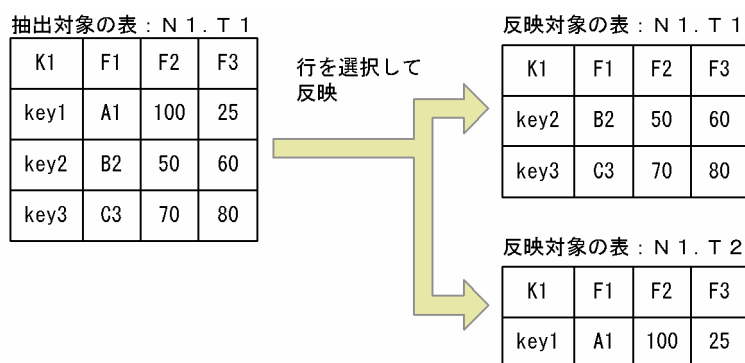 抽出対象の表：Ｎ１．Ｔ１
K1 F1 F2 F3
key1 A1 100 25
key2 B2 50 60
key3 C3 70 80
行を選択して
反映
反映対象の表：Ｎ１．Ｔ１
K1 F1 F2 F3
key2 B2 50 60
key3 C3 70 80
反映対象の表：Ｎ１．Ｔ２
K1 F1 F2 F3
key1 A1 100 25